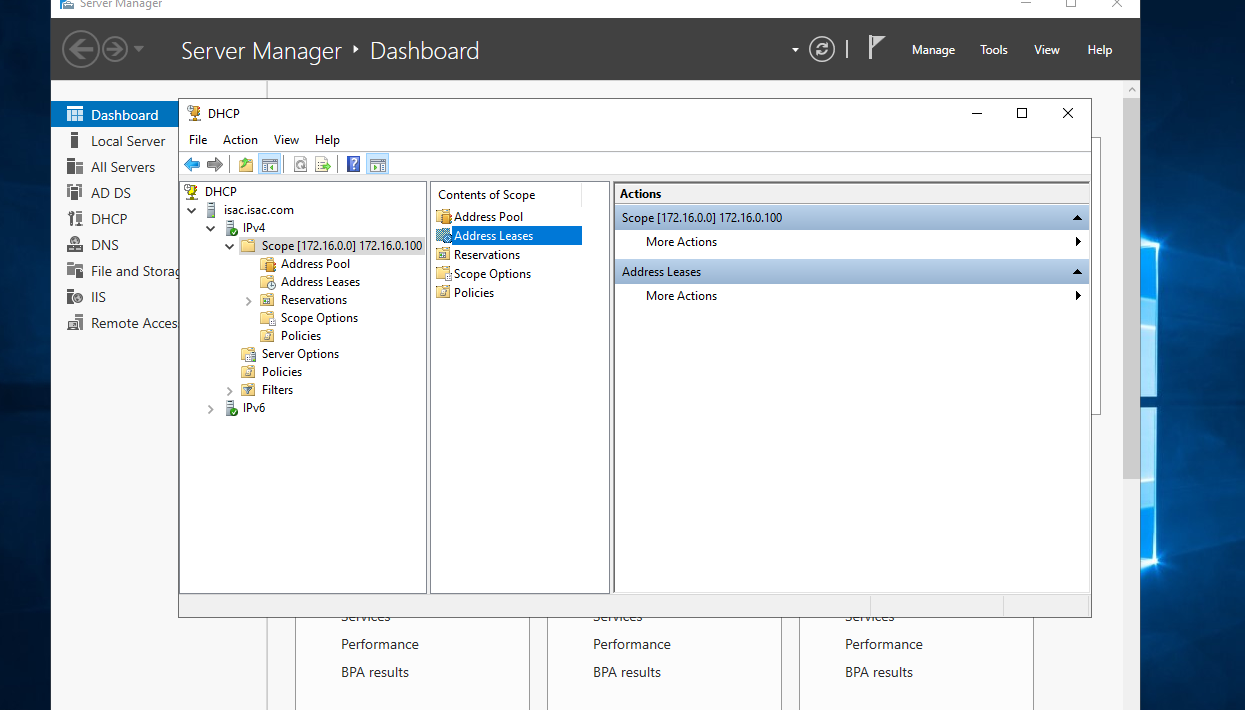 Server Manager
Server Manager ‣ Dashboard
Manage
Tools
View
Help
Dashboard
Local Server
All Servers
AD DS
DHCP
DNS
File and Storag
IIS
Remote Acces
DHCP
File
Action
View
Help
DHCP
isac.isac.com
IPv4
Scope [172.16.0.0] 172.16.0.100
Address Pool
Address Leases
Reservations
Scope Options
Policies
Server Options
Policies
Filters
IPv6
Contents of Scope
Address Pool
Address Leases
Reservations
Scope Options
Policies
Actions
Scope [172.16.0.0] 172.16.0.100
More Actions
Address Leases
More Actions
Services
Performance
BPA results
Services
Performance
BPA results
Services
Performance
BPA results